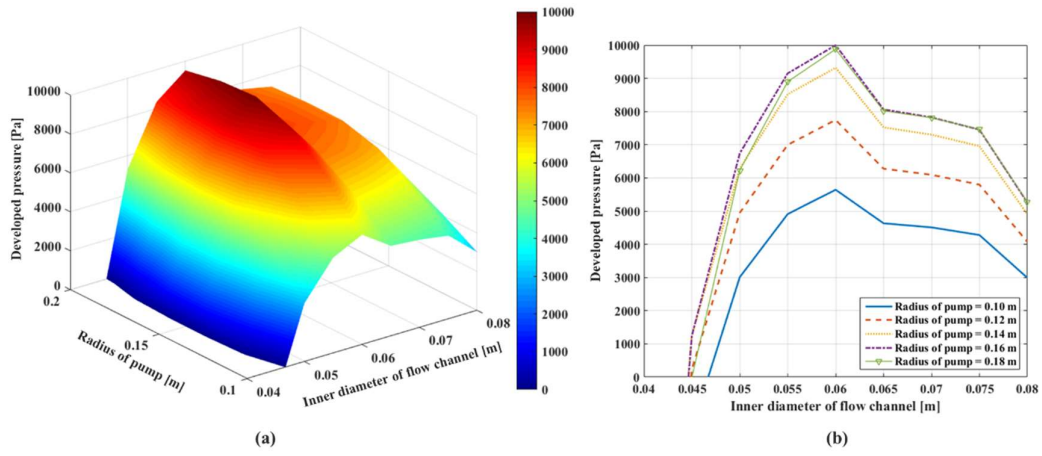 10000
8000
6000
4000
2000
0
Developed pressure [Pa]
0.2
0.15
0.1
Radius of pump [m]
0.04
0.05
0.06
0.07
0.08
Inner diameter of flow channel [m]
10000
9000
8000
7000
6000
5000
4000
3000
2000
1000
0
(a)
10000
9000
8000
7000
6000
5000
4000
3000
2000
1000
0
Developed pressure [Pa]
0.04 0.045 0.05 0.055 0.06 0.065 0.07 0.075 0.08
Inner diameter of flow channel [m]
Radius of pump = 0.10 m
Radius of pump = 0.12 m
Radius of pump = 0.14 m
Radius of pump = 0.16 m
Radius of pump = 0.18 m
(b)